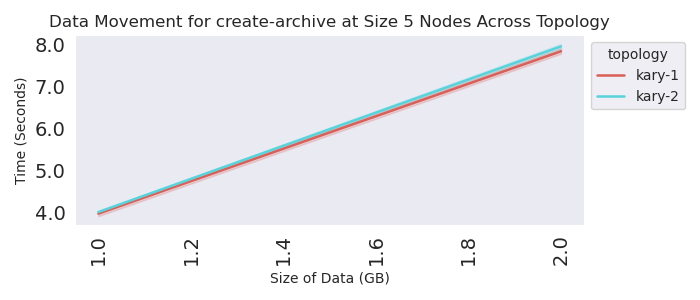 Data Movement for create-archive at Size 5 Nodes Across Topology
Time (Seconds)
8.0
7.0
6.0
5.0
4.0
1.0
1.2
1.4
1.6
1.8
2.0
Size of Data (GB)
topology
kary-1
kary-2